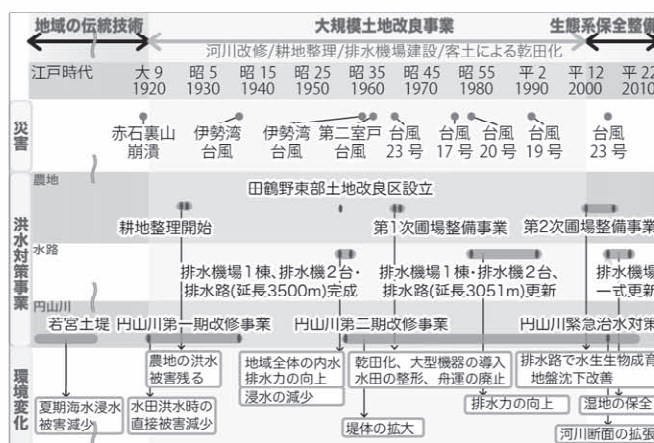 地域の伝統技術 大規模土地改良事業 生態系保全整備
河川改修/耕地整理/排水機場建設/客土による乾田化
江戸時代 大9 昭5 昭15 昭25 昭35 昭45 昭55 平2 平12 平22
1920 1930 1940 1950 1960 1970 1980 1990 2000 2010
災害
赤石裏山 伊勢湾 伊勢湾 第二室戸 台風 台風 台風 台風 台風
崩潰 台風 台風 台風 23号 17号 20号 19号 23号
洪水対策事業
農地
田鶴野東部土地改良区設立
耕地整理開始 第1次圃場整備事業 第2次圃場整備事業
水路
排水機場1棟、排水機2台・ 排水機場1棟・排水機2台、 排水機場
排水路(延長3500m)完成 排水路(延長3051m)更新 一式更新
円山川
若宮土堤 円山川第一期改修事業 円山川第二期改修事業 円山川緊急治水対策
環境変化
農地の洪水
被害残る
地域全体の内水
排水力の向上
浸水の減少
乾田化、大型機器の導入
水田の整形、舟運の廃止
排水路で水生生物成育
地盤沈下改善
夏期海水浸水
被害減少
水田洪水時の
直接被害減少
堤体の拡大
排水力の向上
湿地の保全
河川断面の拡張